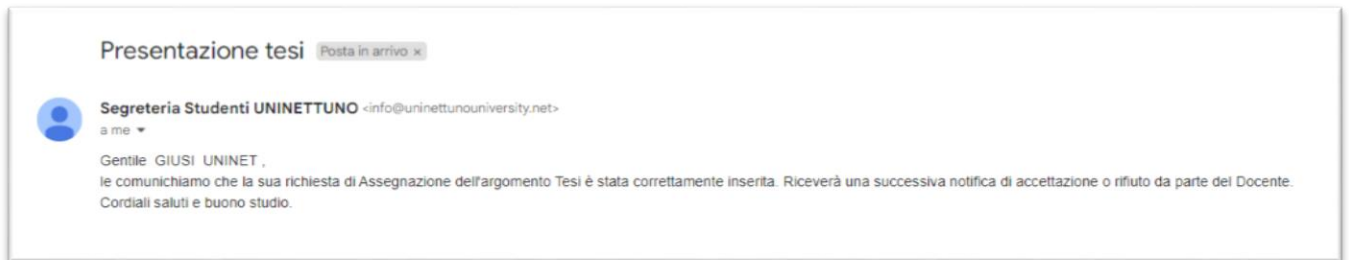 Presentazione tesi Posta in arrivo ×
Segreteria Studenti UNINETTUNO <info@uninettunouniversity.net>
a me
Gentile GIUSI UNINET ,
le comunichiamo che la sua richiesta di Assegnazione dell'argomento Tesi è stata correttamente inserita. Riceverà una successiva notifica di accettazione o rifiuto da parte del Docente.
Cordiali saluti e buono studio.